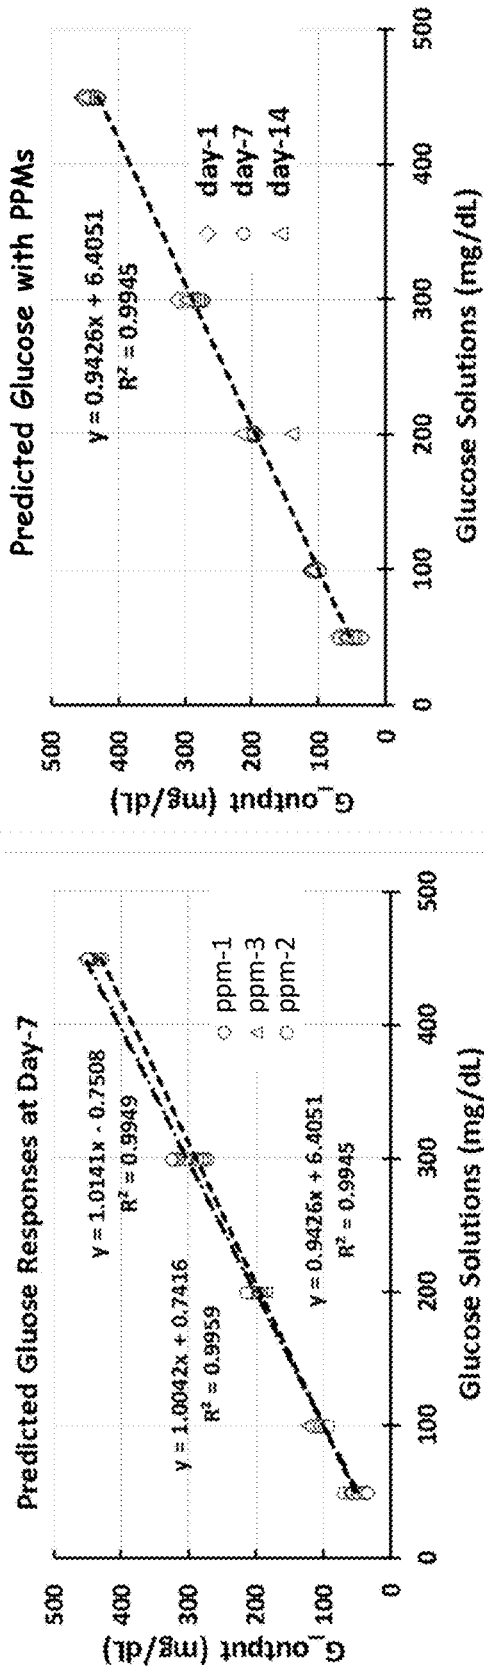 Predicted Gluose Responses at Day-7
G_output (mg/dL)
500
400
300
200
100
0
y = 1.0141x - 0.7508
R² = 0.9949
y = 1.0042x + 0.7416
R² = 0.9959
y = 0.9426x + 6.4051
R² = 0.9945
ppm-1
ppm-3
ppm-2
0 100 200 300 400 500
Glucose Solutions (mg/dL)
Predicted Glucose with PPMs
G_output (mg/dL)
500
400
300
200
100
0
y = 0.9426x + 6.4051
R² = 0.9945
day-1
day-7
day-14
0 100 200 300 400 500
Glucose Solutions (mg/dL)